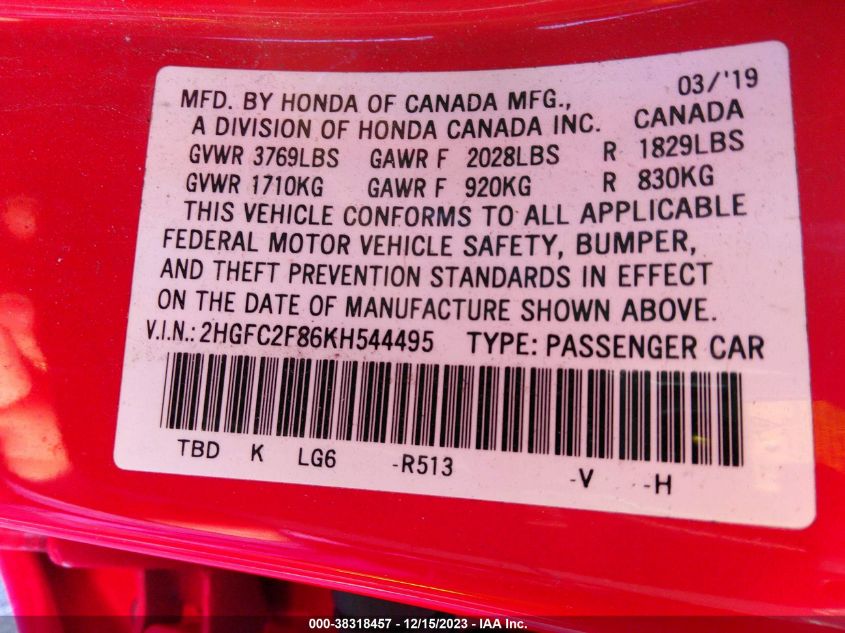 03/'19
MFD. BY HONDA OF CANADA MFG.,
A DIVISION OF HONDA CANADA INC. CANADA
GVWR 3769LBS GAWR F 2028LBS R 1829LBS
GVWR 1710KG GAWR F 920KG R 830KG
THIS VEHICLE CONFORMS TO ALL APPLICABLE
FEDERAL MOTOR VEHICLE SAFETY, BUMPER,
AND THEFT PREVENTION STANDARDS IN EFFECT
ON THE DATE OF MANUFACTURE SHOWN ABOVE.
V.I.N.: 2HGFC2F86KH544495 TYPE: PASSENGER CAR
TBD K LG6 -R513 -V -H
000-38318457 - 12/15/2023 - IAA Inc.